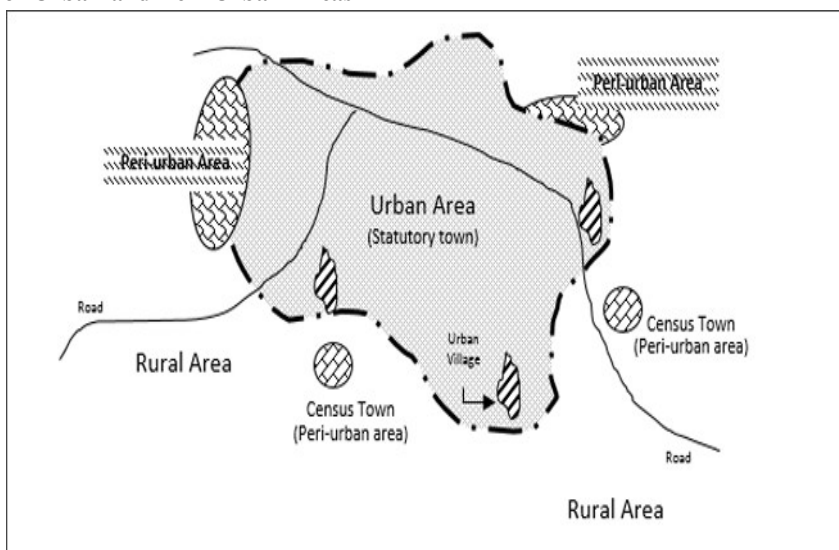 Peri-urban Area
Peri-urban Area
Urban Area
(Statutory town)
Road
Rural Area
Urban
Village
Census Town
(Peri-urban area)
Census Town
(Peri-urban area)
Road
Rural Area